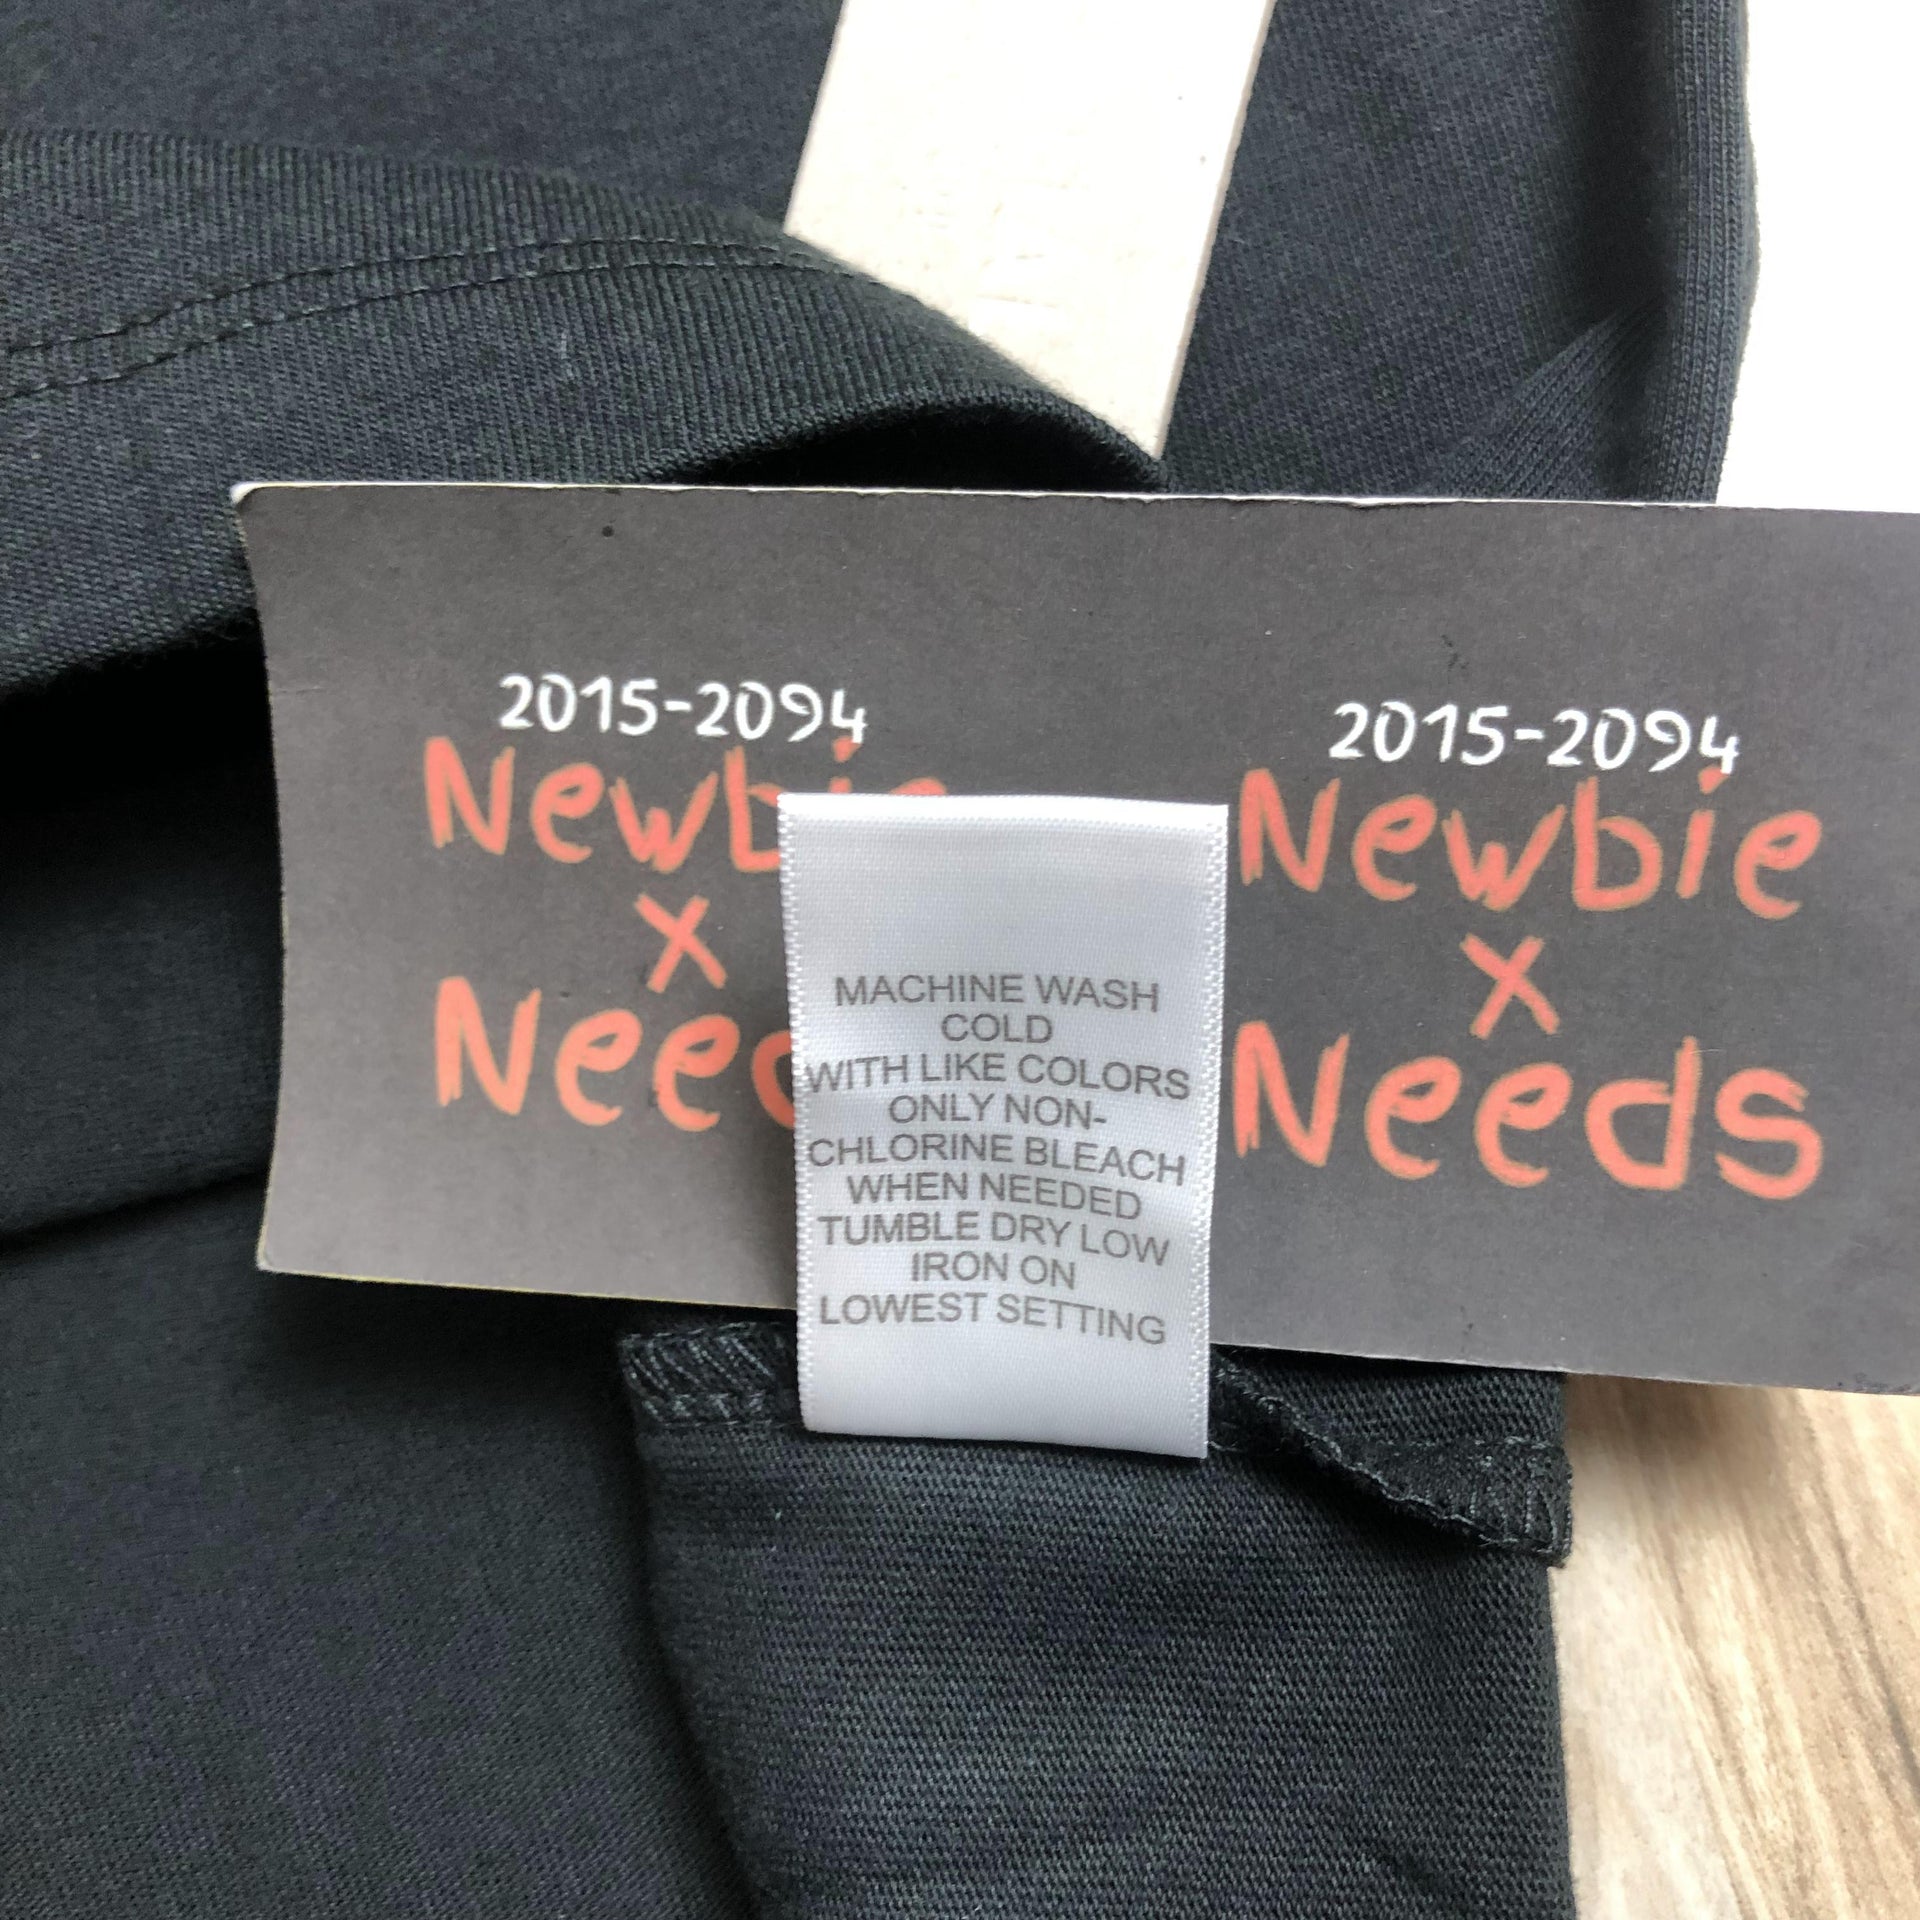 2015-2094
Newbie
x
Needs
2015-2094
Newbie
x
Needs
MACHINE WASH
COLD
WITH LIKE COLORS
ONLY NON-
CHLORINE BLEACH
WHEN NEEDED
TUMBLE DRY LOW
IRON ON
LOWEST SETTING